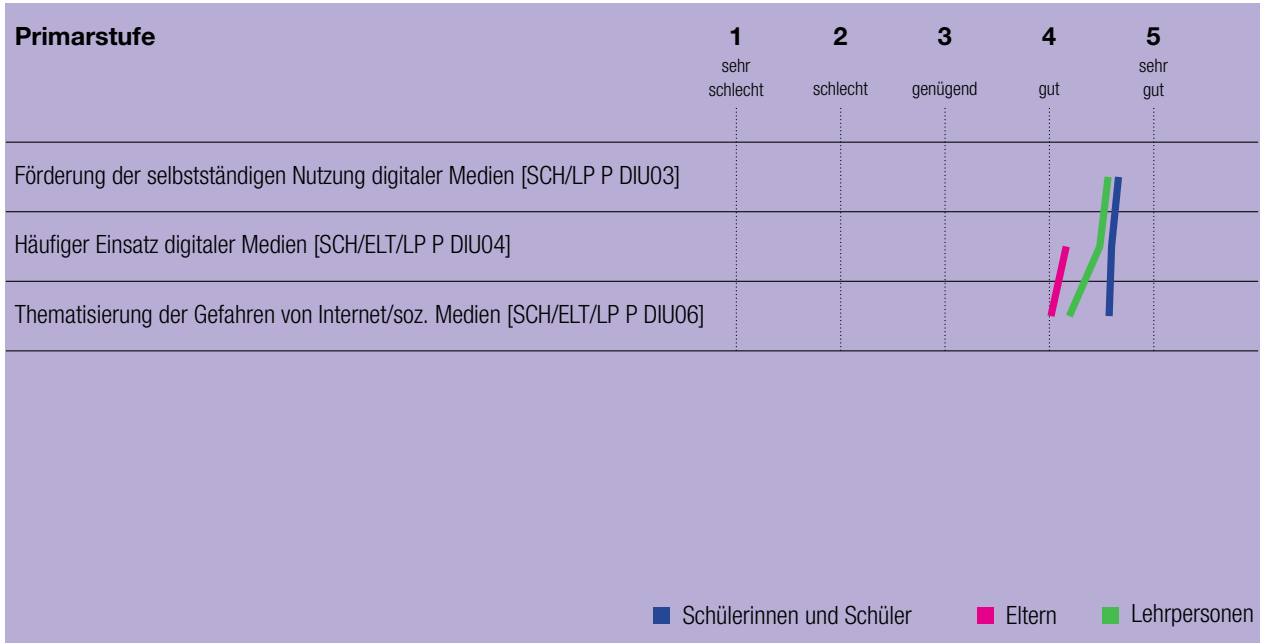 Primarstufe
1 2 3 4 5
sehr schlecht schlecht genügend gut sehr gut
Förderung der selbstständigen Nutzung digitaler Medien [SCH/LP P DIU03]
Häufiger Einsatz digitaler Medien [SCH/ELT/LP P DIU04]
Thematisierung der Gefahren von Internet/soz. Medien [SCH/ELT/LP P DIU06]
Schülerinnen und Schüler Eltern Lehrpersonen